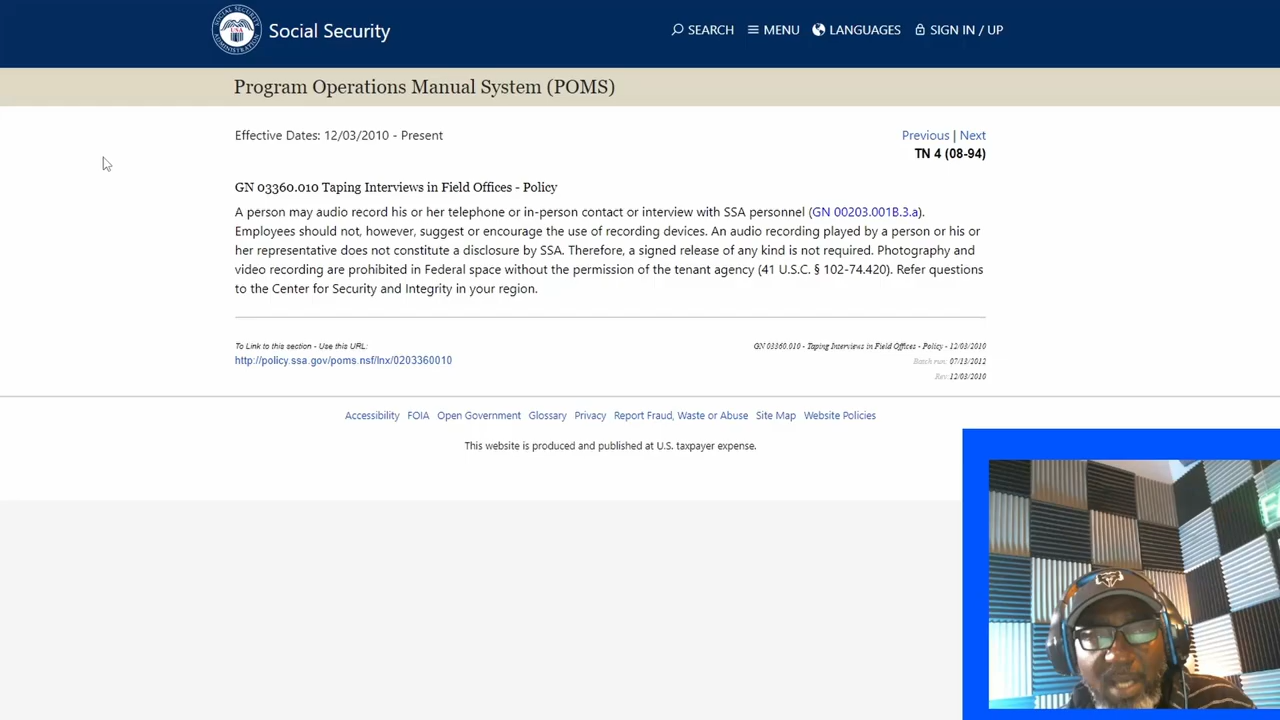 Social Security
SEARCH MENU LANGUAGES SIGN IN / UP
Program Operations Manual System (POMS)
Effective Dates: 12/03/2010 - Present
Previous | Next
TN 4 (08-94)
GN 03360.010 Taping Interviews in Field Offices - Policy
A person may audio record his or her telephone or in-person contact or interview with SSA personnel (GN 00203.001B.3.a).
Employees should not, however, suggest or encourage the use of recording devices. An audio recording played by a person or his or
her representative does not constitute a disclosure by SSA. Therefore, a signed release of any kind is not required. Photography and
video recording are prohibited in Federal space without the permission of the tenant agency (41 U.S.C. § 102-74.420). Refer questions
to the Center for Security and Integrity in your region.
To Link to this section - Use this URL:
http://policy.ssa.gov/poms.nsf/lnx/0203360010
GN 03360.010 - Taping Interviews in Field Offices - Policy - 12/03/2010
Batch run: 07/13/2012
Rev:12/03/2010
Accessibility FOIA Open Government Glossary Privacy Report Fraud, Waste or Abuse Site Map Website Policies
This website is produced and published at U.S. taxpayer expense.